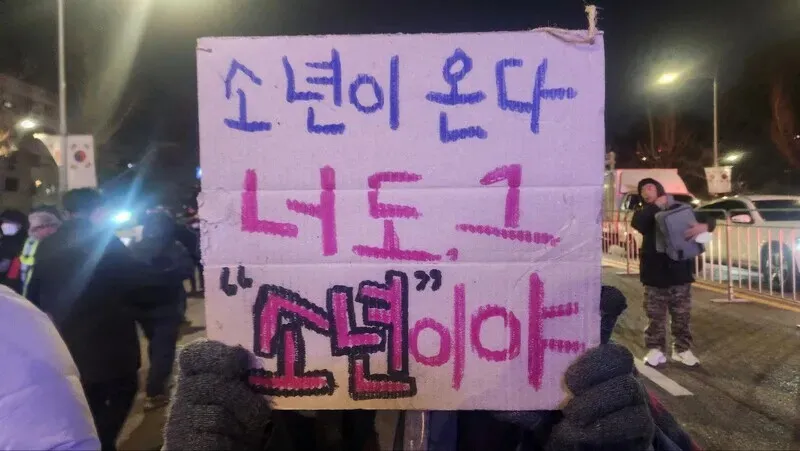 소년이 온다
너도, 그
"소년"이야